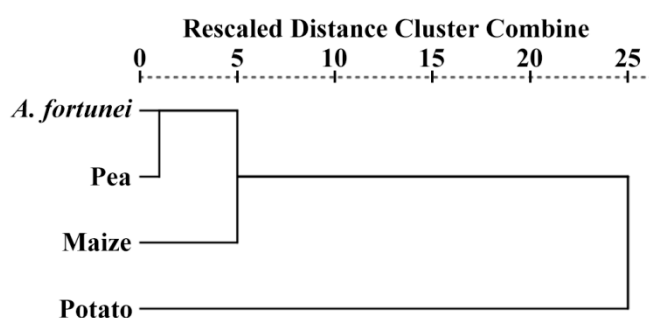 Rescaled Distance Cluster Combine
0 5 10 15 20 25
A. fortunei
Pea
Maize
Potato